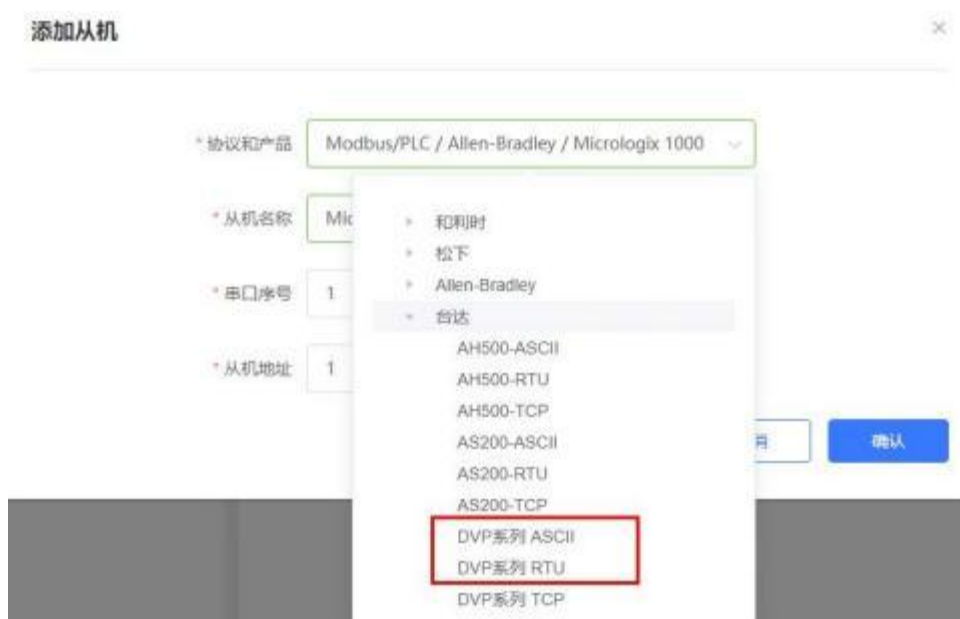 添加从机
* 协议和产品 Modbus/PLC / Allen-Bradley / Micrologix 1000
* 从机名称 Mic
和利时
松下
* 串口序号 1
Allen-Bradley
台达
AH500-ASCII
* 从机地址 1
AH500-RTU
AH500-TCP
AS200-ASCII
确认
AS200-RTU
AS200-TCP
DVP系列 ASCII
DVP系列 RTU
DVP系列 TCP